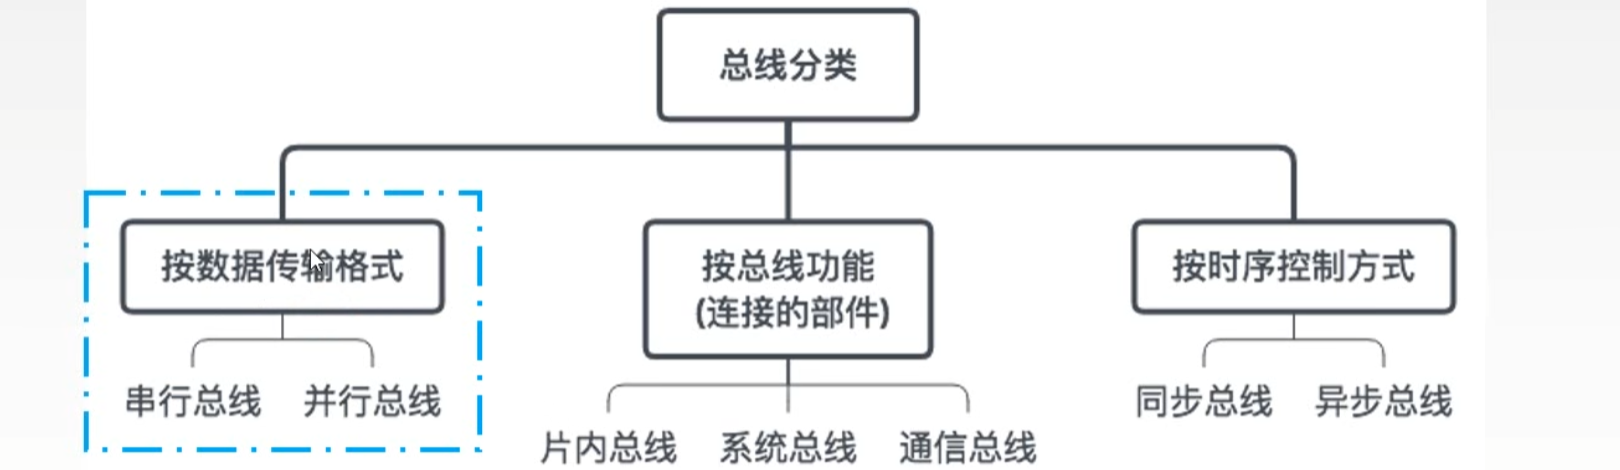 总线分类
按数据传输格式
按总线功能
(连接的部件)
按时序控制方式
串行总线
并行总线
片内总线
系统总线
通信总线
同步总线
异步总线